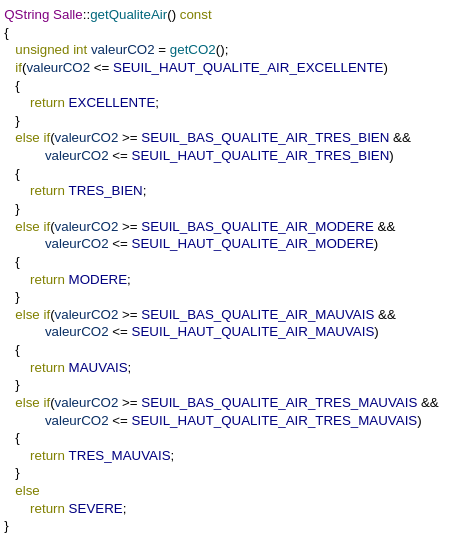 QString Salle::getQualiteAir() const
{
unsigned int valeurCO2 = getCO2();
if(valeurCO2 <= SEUIL_HAUT_QUALITE_AIR_EXCELLENTE)
{
return EXCELLENTE;
}
else if(valeurCO2 >= SEUIL_BAS_QUALITE_AIR_TRES_BIEN &&
valeurCO2 <= SEUIL_HAUT_QUALITE_AIR_TRES_BIEN)
{
return TRES_BIEN;
}
else if(valeurCO2 >= SEUIL_BAS_QUALITE_AIR_MODERE &&
valeurCO2 <= SEUIL_HAUT_QUALITE_AIR_MODERE)
{
return MODERE;
}
else if(valeurCO2 >= SEUIL_BAS_QUALITE_AIR_MAUVAIS &&
valeurCO2 <= SEUIL_HAUT_QUALITE_AIR_MAUVAIS)
{
return MAUVAIS;
}
else if(valeurCO2 >= SEUIL_BAS_QUALITE_AIR_TRES_MAUVAIS &&
valeurCO2 <= SEUIL_HAUT_QUALITE_AIR_TRES_MAUVAIS)
{
return TRES_MAUVAIS;
}
else
return SEVERE;
}